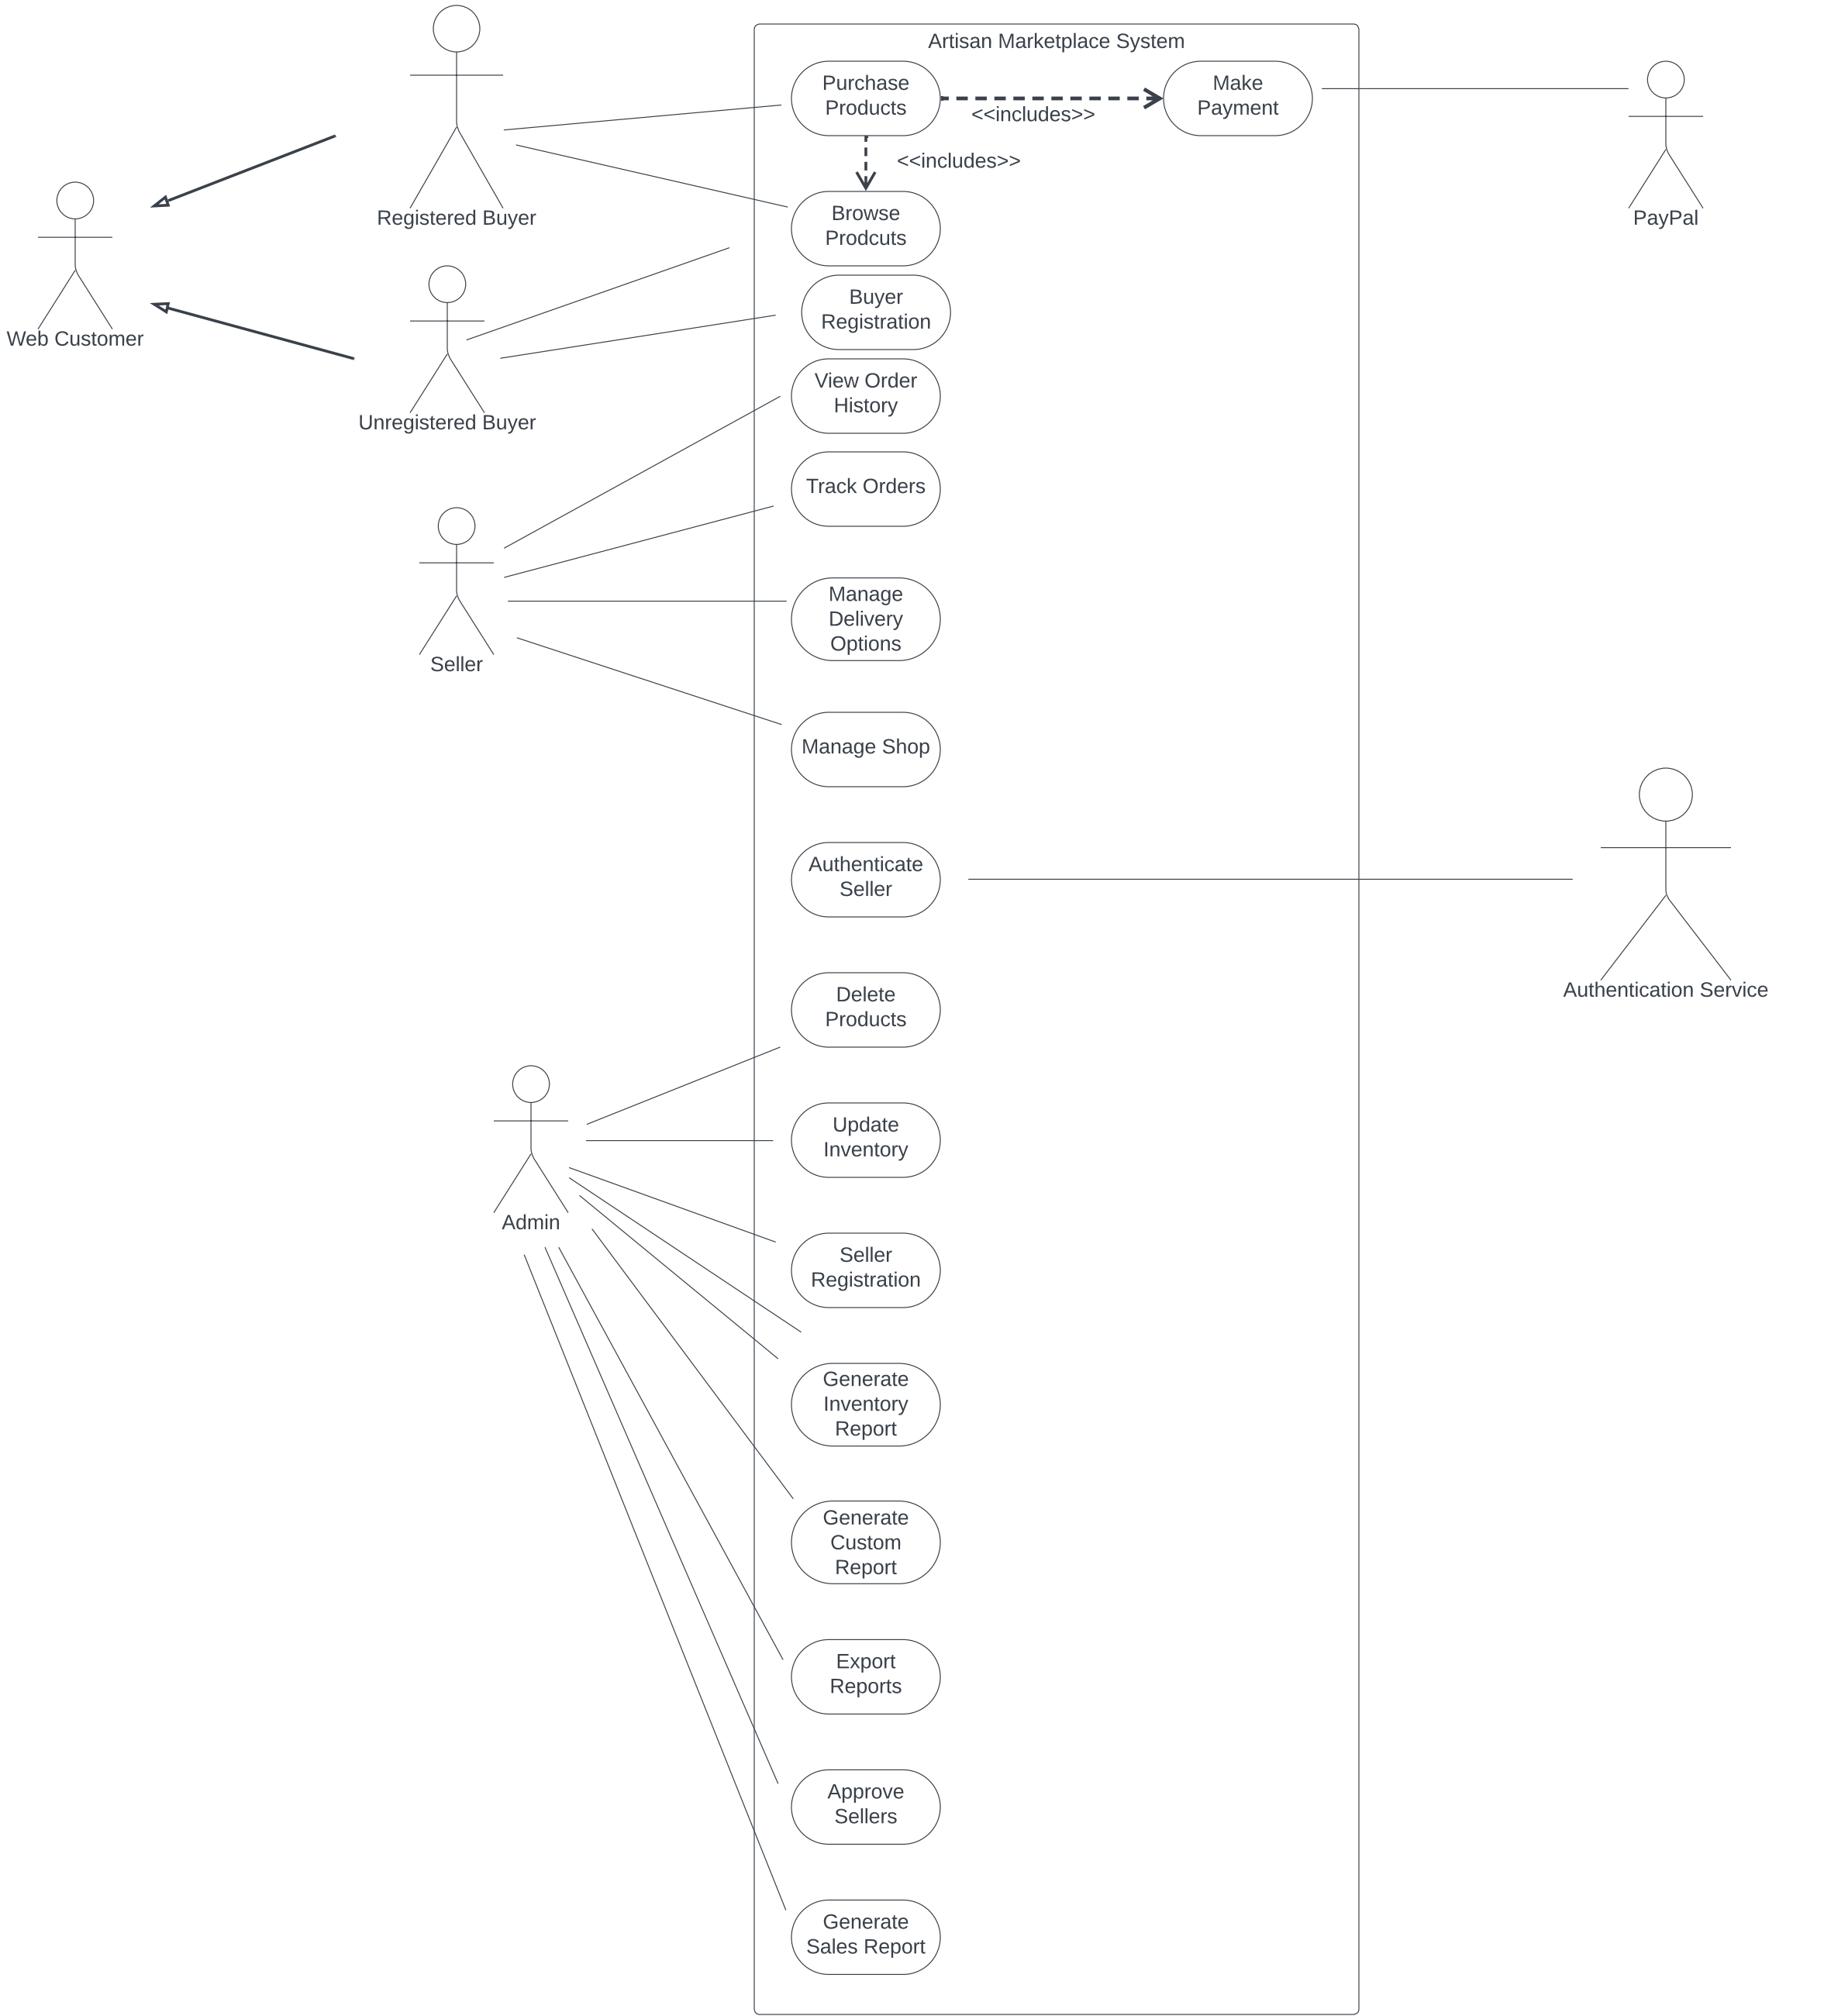 Artisan Marketplace System
Purchase
Products
<<includes>>
Make
Payment
<<includes>>
Registered Buyer
Browse
Prodcuts
PayPal
Web Customer
Buyer
Registration
Unregistered Buyer
View Order
History
Track Orders
Seller
Manage
Delivery
Options
Manage Shop
Authenticate
Seller
Authentication Service
Delete
Products
Admin
Update
Inventory
Seller
Registration
Generate
Inventory
Report
Generate
Custom
Report
Export
Reports
Approve
Sellers
Generate
Sales Report